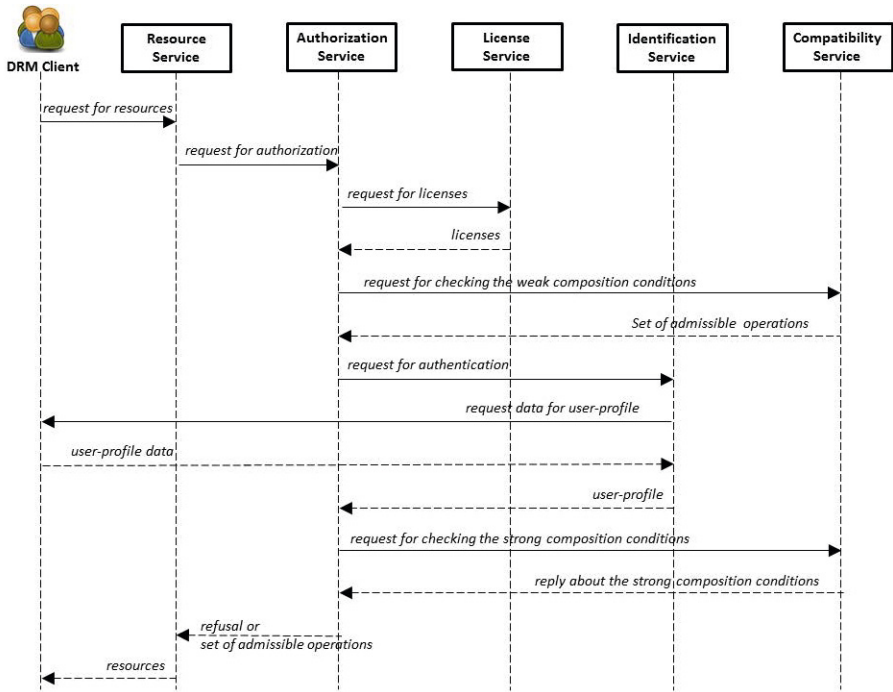 DRM Client
Resource
Service
Authorization
Service
License
Service
Identification
Service
Compatibility
Service
request for resources
request for authorization
request for licenses
licenses
request for checking the weak composition conditions
Set of admissible operations
request for authentication
request data for user-profile
user-profile data
user-profile
request for checking the strong composition conditions
reply about the strong composition conditions
refusal or
set of admissible operations
resources